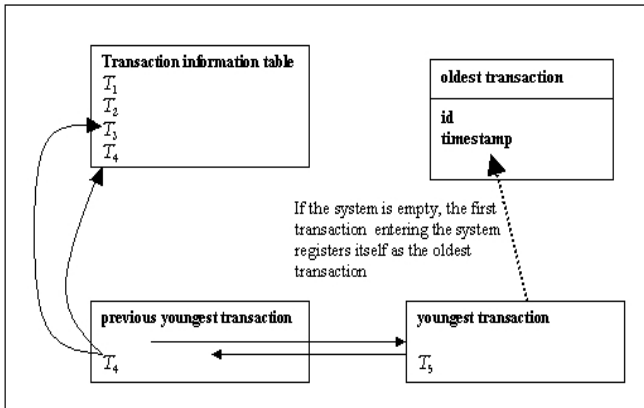 Transaction information table
T1
T2
T3
T4
oldest transaction
id
timestamp
If the system is empty, the first
transaction entering the system
registers itself as the oldest
transaction
previous youngest transaction
T4
youngest transaction
T5